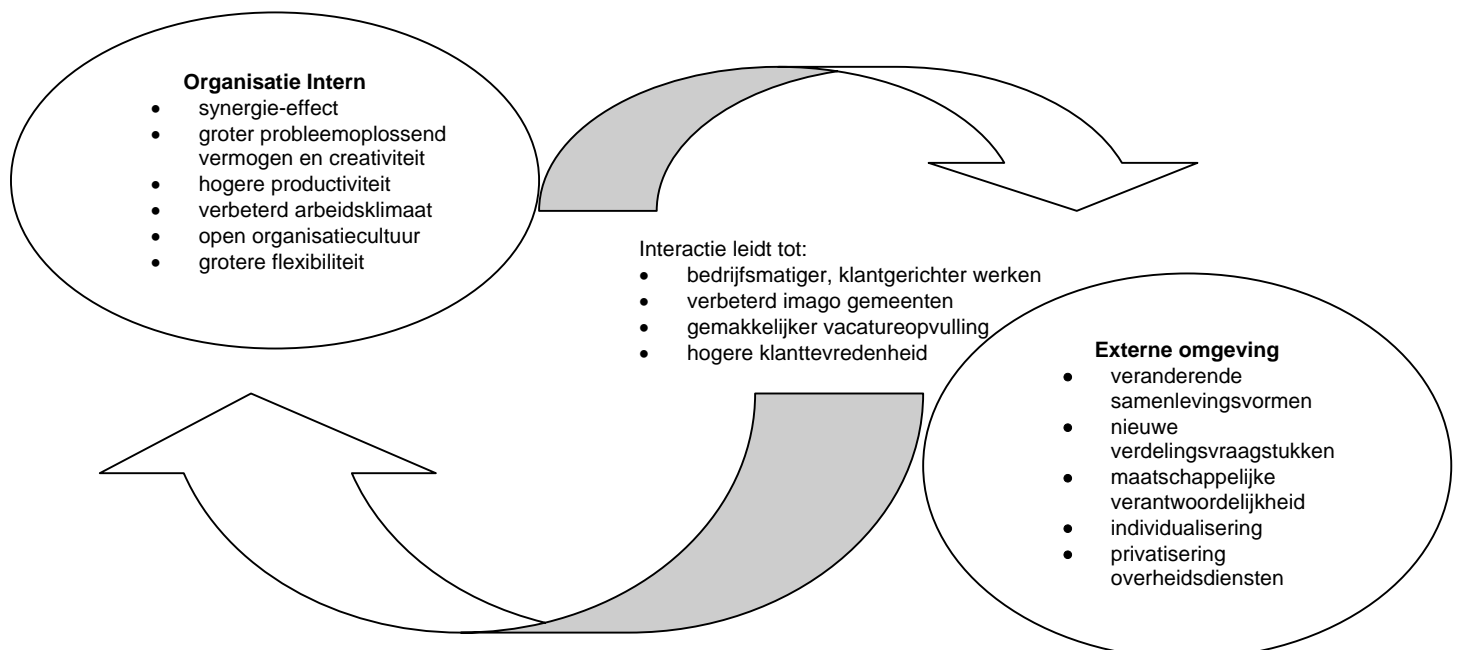 Organisatie Intern
• synergie-effect
• groter probleemoplossend
vermogen en creativiteit
• hogere productiviteit
• verbeterd arbeidsklimaat
• open organisatiecultuur
• grotere flexibiliteit
Interactie leidt tot:
• bedrijfsmatiger, klantgerichter werken
• verbeterd imago gemeenten
• gemakkelijker vacatureopvulling
• hogere klanttevredenheid
Externe omgeving
• veranderende
samenlevingsvormen
• nieuwe
verdelingsvraagstukken
• maatschappelijke
verantwoordelijkheid
• individualisering
• privatisering
overheidsdiensten